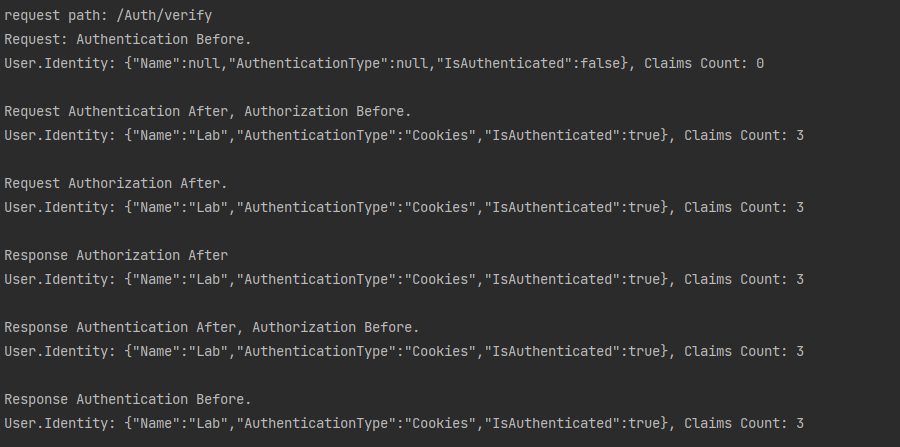 request path: /Auth/verify
Request: Authentication Before.
User.Identity: {"Name":null,"AuthenticationType":null,"IsAuthenticated":false}, Claims Count: 0
Request Authentication After, Authorization Before.
User.Identity: {"Name":"Lab","AuthenticationType":"Cookies","IsAuthenticated":true}, Claims Count: 3
Request Authorization After.
User.Identity: {"Name":"Lab","AuthenticationType":"Cookies","IsAuthenticated":true}, Claims Count: 3
Response Authorization After
User.Identity: {"Name":"Lab","AuthenticationType":"Cookies","IsAuthenticated":true}, Claims Count: 3
Response Authentication After, Authorization Before.
User.Identity: {"Name":"Lab","AuthenticationType":"Cookies","IsAuthenticated":true}, Claims Count: 3
Response Authentication Before.
User.Identity: {"Name":"Lab","AuthenticationType":"Cookies","IsAuthenticated":true}, Claims Count: 3